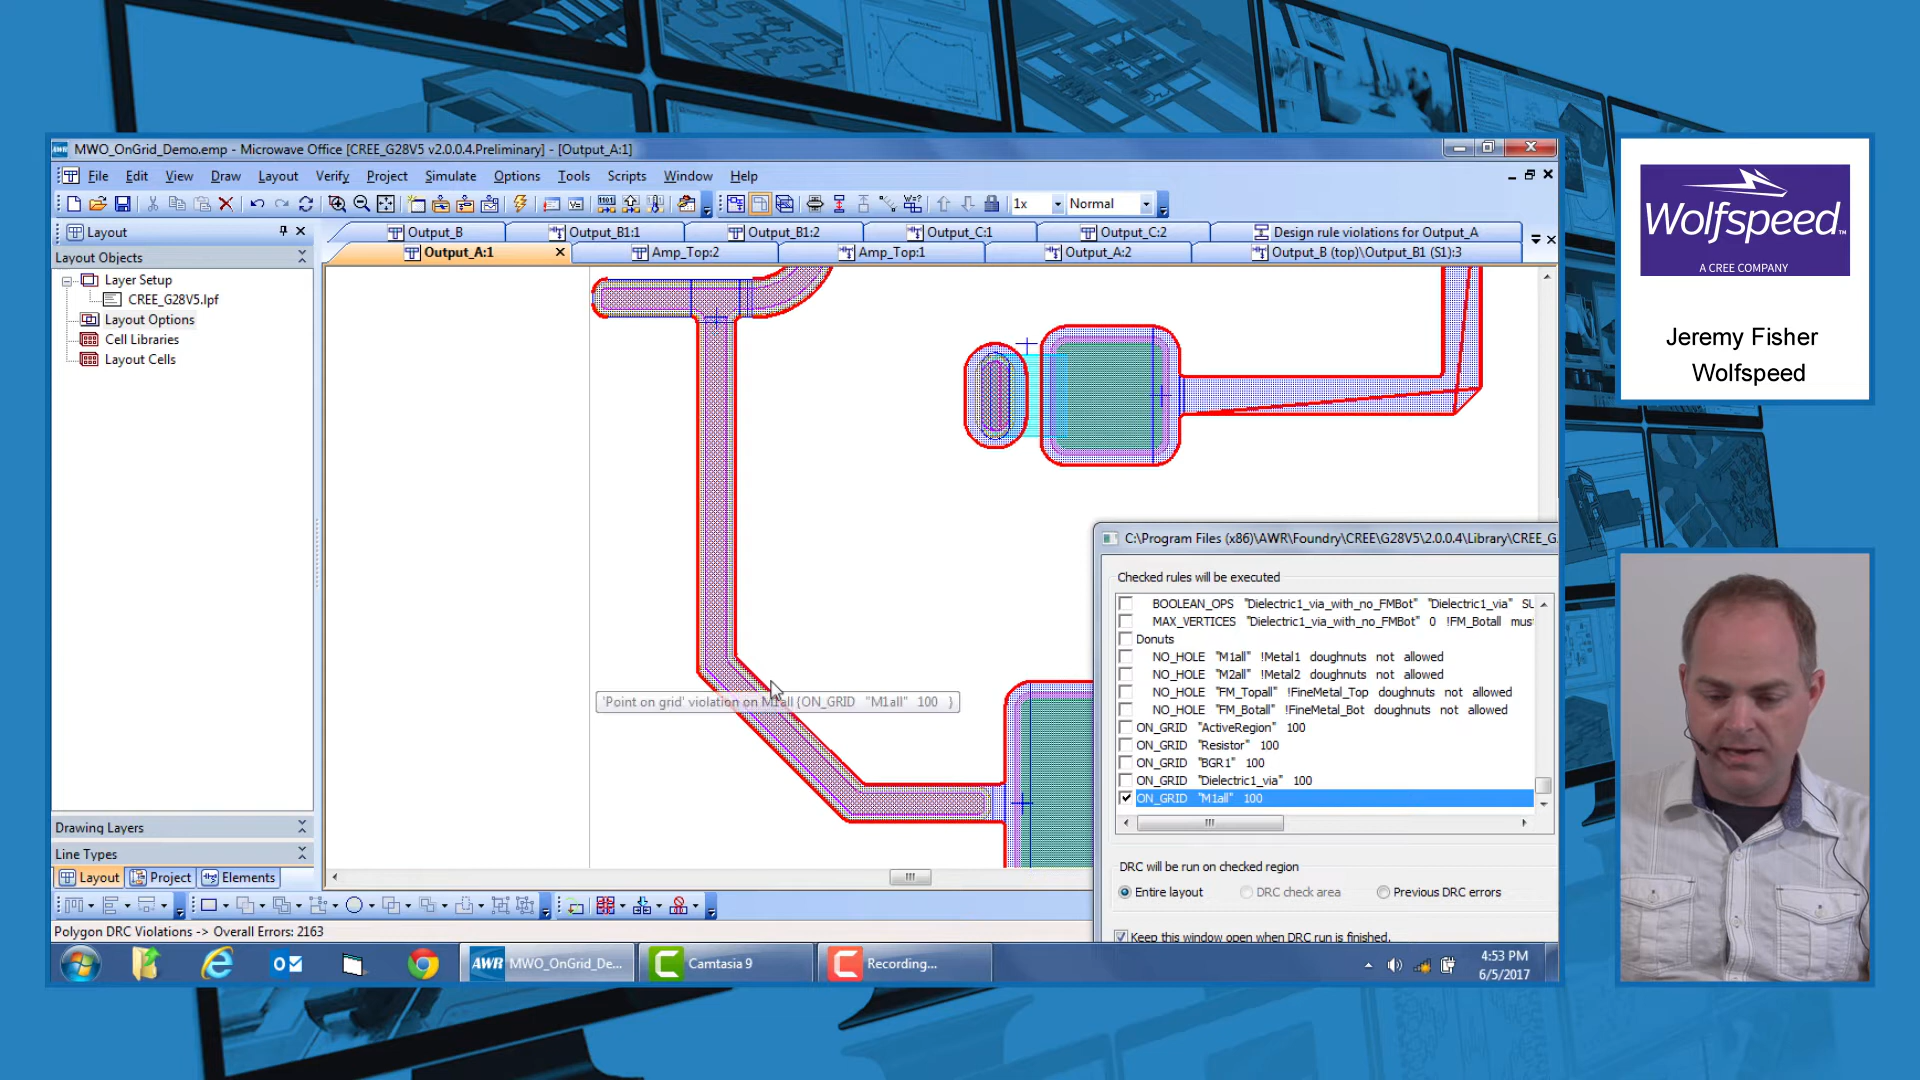 MWO_OnGrid_Demo.emp - Microwave Office [CREE_G28V5 v2.0.0.4.Preliminary] - [Output_A:1]
File Edit View Draw Layout Verify Project Simulate Options Tools Scripts Window Help
1x Normal
Layout
Output_B Output_B1:1 Output_B1:2 Output_C:1 Output_C:2 Design rule violations for Output_A
Output_A:1 Amp_Top:2 Amp_Top:1 Output_A:2 Output_B (top)\Output_B1 (S1):3
Layout Objects
Layer Setup
CREE_G28V5.lpf
Layout Options
Cell Libraries
Layout Cells
'Point on grid' violation on M1all (ON_GRID "M1all" 100 )
C:\Program Files (x86)\AWR\Foundry\CREE\G28V5\2.0.0.4\Library\CREE_G
Checked rules will be executed
BOOLEAN_OPS "Dielectric1_via_with_no_FMBot" "Dielectric1_via" SU
MAX_VERTICES "Dielectric1_via_with_no_FMBot" 0 !FM_Botall mus
Donuts
NO_HOLE "M1all" !Metal1 doughnuts not allowed
NO_HOLE "M2all" !Metal2 doughnuts not allowed
NO_HOLE "FM_Topall" !FineMetal_Top doughnuts not allowed
NO_HOLE "FM_Botall" !FineMetal_Bot doughnuts not allowed
ON_GRID "ActiveRegion" 100
ON_GRID "Resistor" 100
ON_GRID "BGR1" 100
ON_GRID "Dielectric1_via" 100
ON_GRID "M1all" 100
DRC will be run on checked region
Entire layout DRC check area Previous DRC errors
Keep this window open when DRC run is finished.
Drawing Layers
Line Types
Layout Project Elements
Polygon DRC Violations -> Overall Errors: 2163
AWR MWO_OnGrid_De... Camtasia 9 Recording...
4:53 PM
6/5/2017
Wolfspeed™
A CREE COMPANY
Jeremy Fisher
Wolfspeed